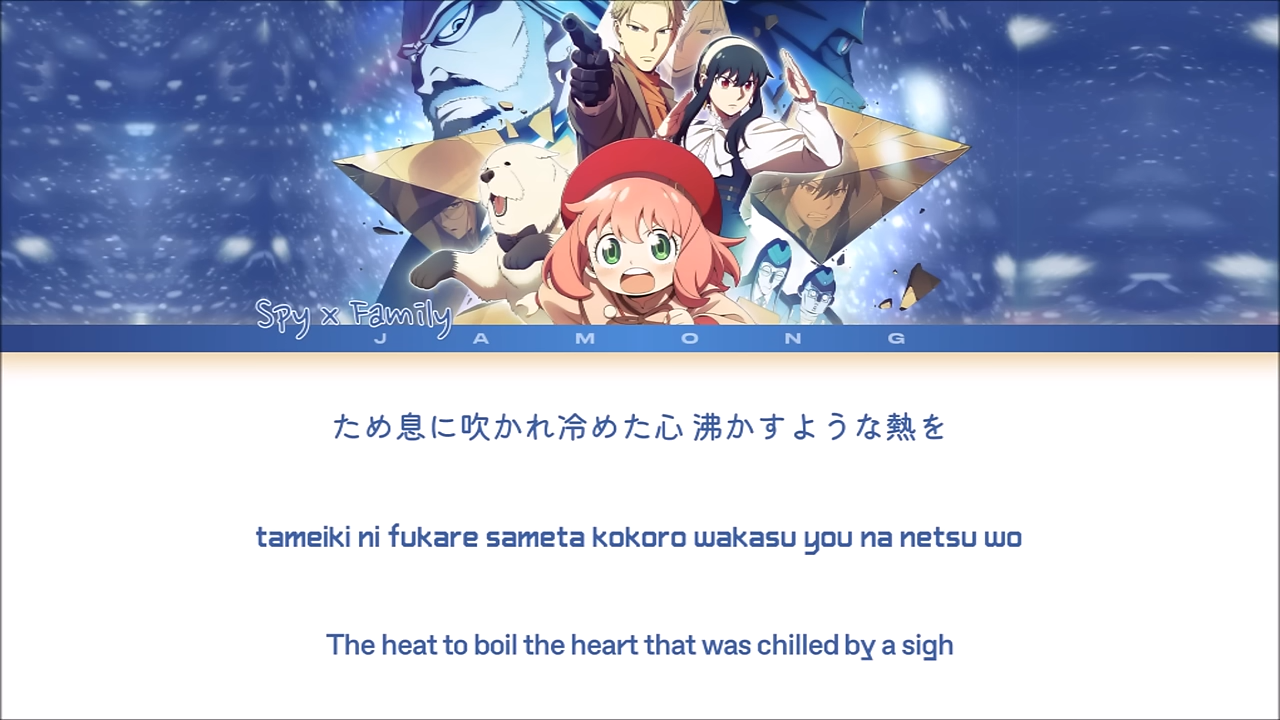 Spy x Family
JAMONG
ため息に吹かれ冷めた心 沸かすような熱を
tameiki ni fukare sameta kokoro wakasu you na netsu wo
The heat to boil the heart that was chilled by a sigh